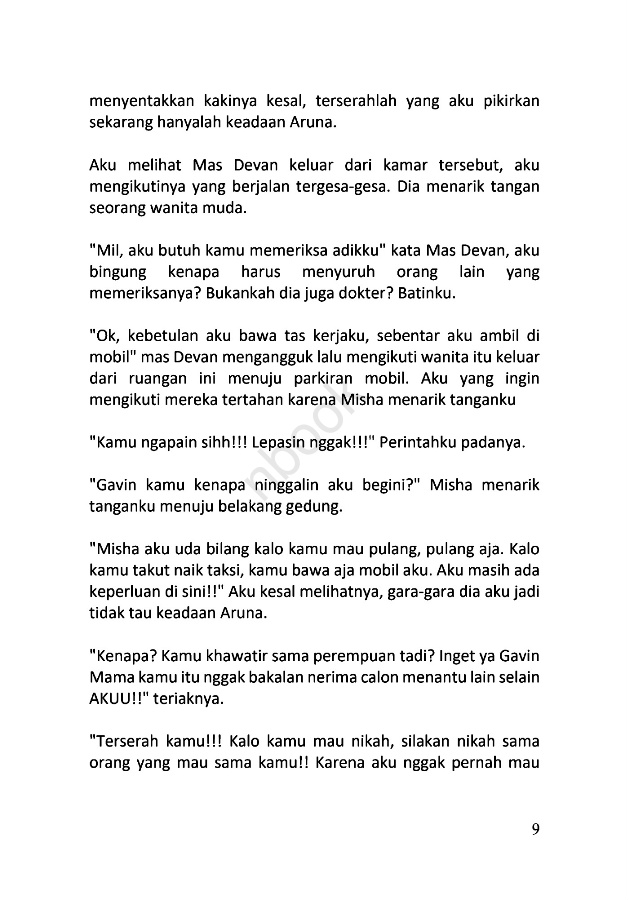 menyentakkan kakinya kesal, terserahlah yang aku pikirkan
sekarang hanyalah keadaan Aruna.
Aku melihat Mas Devan keluar dari kamar tersebut, aku
mengikutinya yang berjalan tergesa-gesa. Dia menarik tangan
seorang wanita muda.
"Mil, aku butuh kamu memeriksa adikku" kata Mas Devan, aku
bingung kenapa harus menyuruh orang lain yang
memeriksanya? Bukankah dia juga dokter? Batinku.
"Ok, kebetulan aku bawa tas kerjaku, sebentar aku ambil di
mobil" mas Devan mengangguk lalu mengikuti wanita itu keluar
dari ruangan ini menuju parkiran mobil. Aku yang ingin
mengikuti mereka tertahan karena Misha menarik tanganku
"Kamu ngapain sihh!!! Lepasin nggak!!!" Perintahku padanya.
"Gavin kamu kenapa ninggalin aku begini?" Misha menarik
tanganku menuju belakang gedung.
"Misha aku uda bilang kalo kamu mau pulang, pulang aja. Kalo
kamu takut naik taksi, kamu bawa aja mobil aku. Aku masih ada
keperluan di sini!!" Aku kesal melihatnya, gara-gara dia aku jadi
tidak tau keadaan Aruna.
"Kenapa? Kamu khawatir sama perempuan tadi? Inget ya Gavin
Mama kamu itu nggak bakalan nerima calon menantu lain selain
AKUU!!" teriaknya.
"Terserah kamu!!! Kalo kamu mau nikah, silakan nikah sama
orang yang mau sama kamu!! Karena aku nggak pernah mau
9
nbook